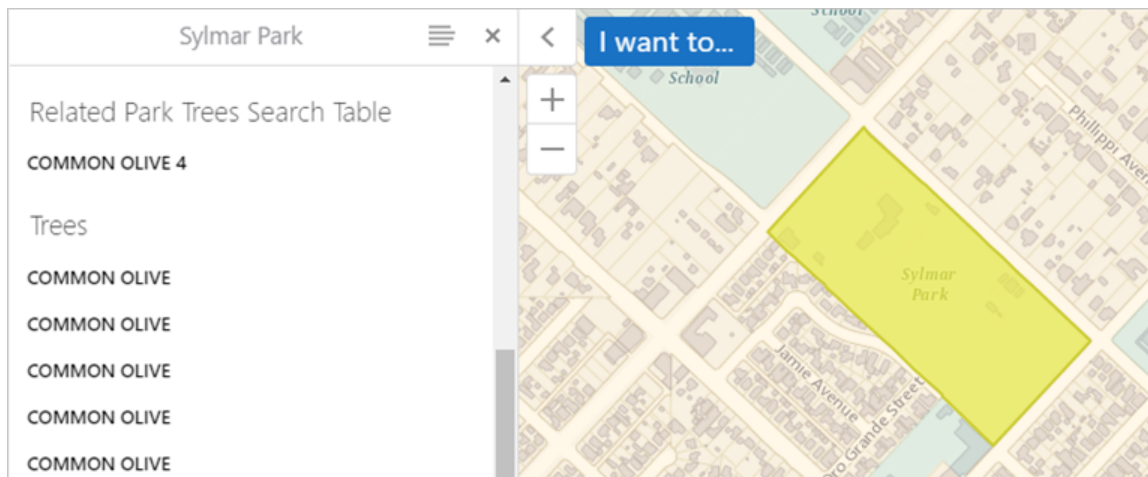 Sylmar Park
I want to...
Related Park Trees Search Table
COMMON OLIVE 4
Trees
COMMON OLIVE
COMMON OLIVE
COMMON OLIVE
COMMON OLIVE
COMMON OLIVE
School
School
Phillippi Aven
Sylmar
Park
Jamie Avenue
Oro Grande Street